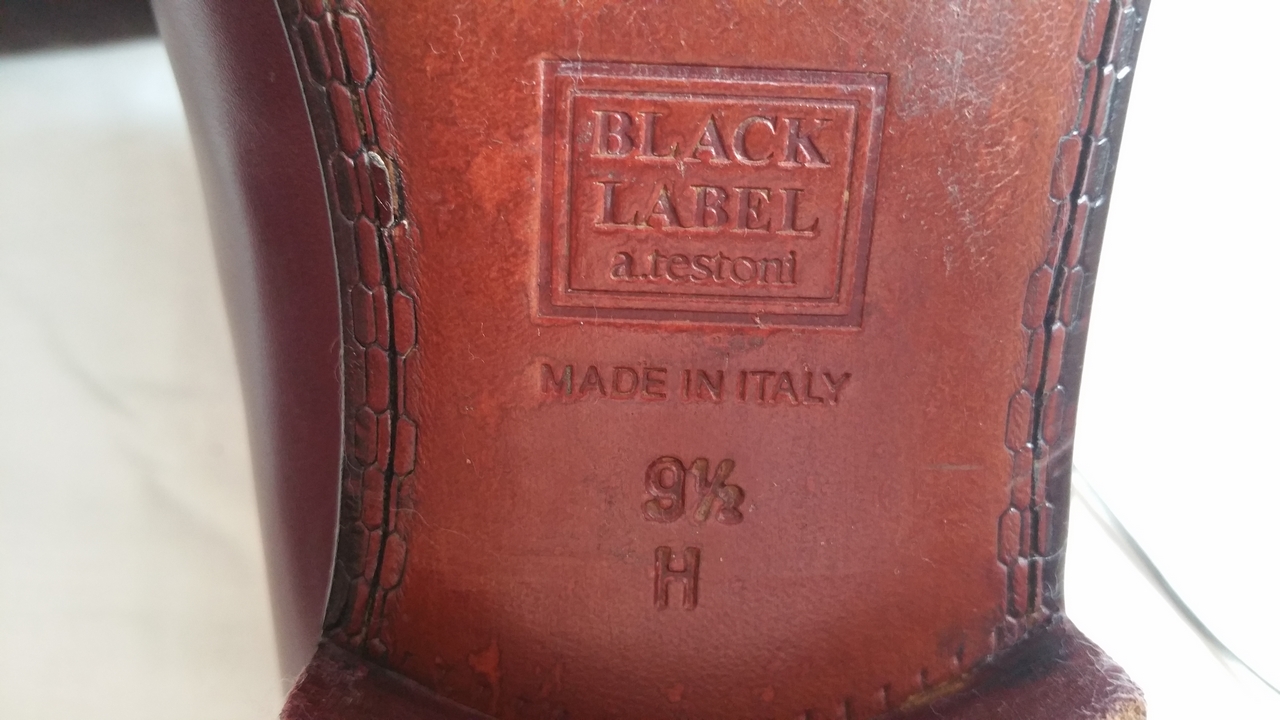 BLACK
LABEL
a.testoni
MADE IN ITALY
9½
H